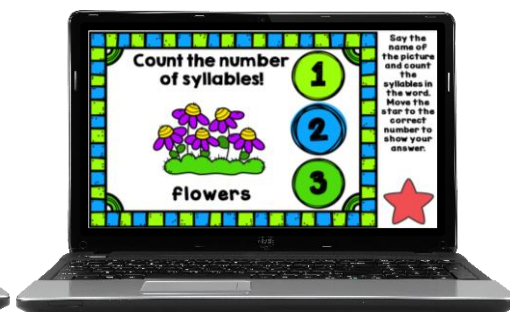 Count the number
of syllables!
1
2
3
flowers
Say the
name of
the picture
and count
the
syllables in
the word.
Move the
star to the
correct
number to
show your
answer.